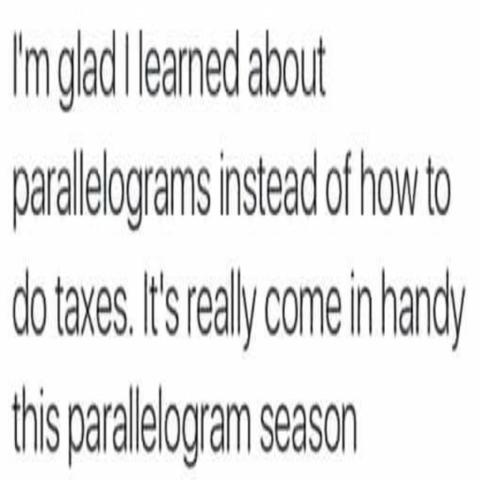 I'm glad I learned about
parallelograms instead of how to
do taxes. It's really come in handy
this parallelogram season